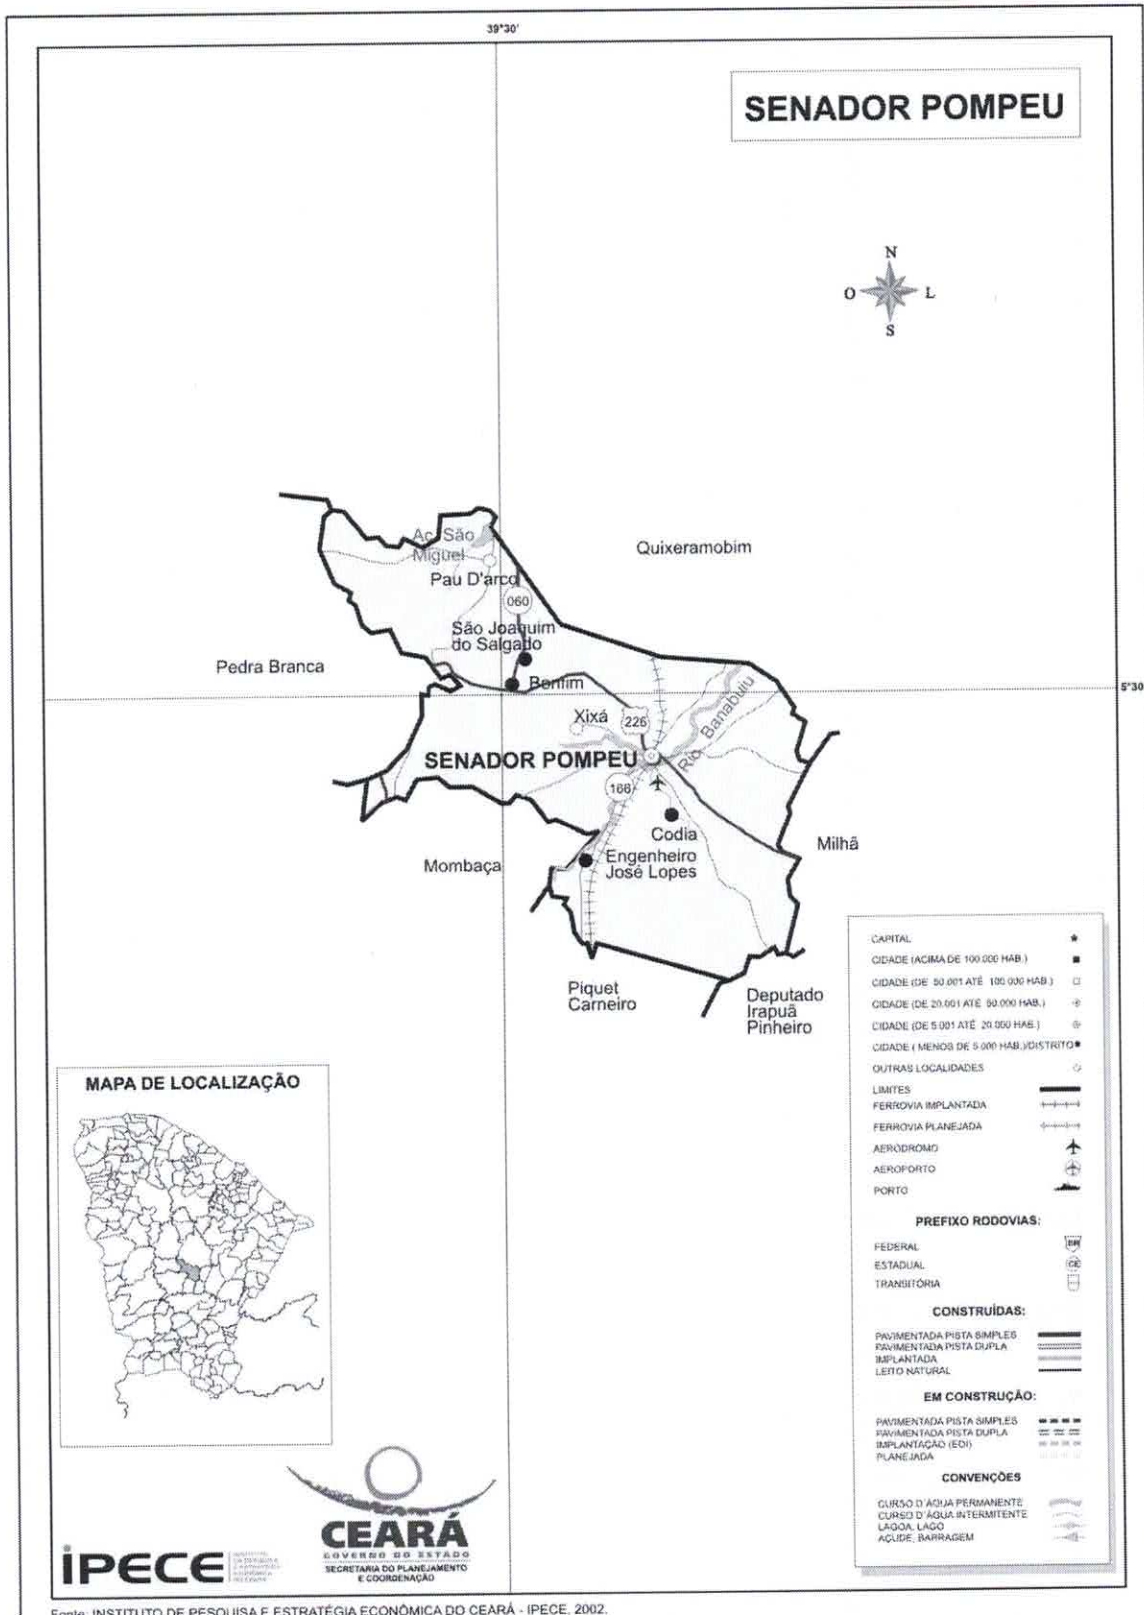 39°30'
SENADOR POMPEU
N
O L
S
Quixeramobim
Aç. São
Miguel
Pau D'arco
060
São Joaquim
do Salgado
Pedra Branca
Bonfim
5°30
Xixá
226
Rio Banabuiu
SENADOR POMPEU
166
Codia
Milhã
Mombaça
Engenheiro
José Lopes
Piquet
Carneiro
Deputado
Irapuã
Pinheiro
CAPITAL
CIDADE (ACIMA DE 100.000 HAB.)
CIDADE (DE 50.001 ATÉ 100.000 HAB.)
CIDADE (DE 20.001 ATÉ 50.000 HAB.)
CIDADE (DE 5.001 ATÉ 20.000 HAB.)
CIDADE ( MENOS DE 5.000 HAB.)/DISTRITO
OUTRAS LOCALIDADES
LIMITES
FERROVIA IMPLANTADA
FERROVIA PLANEJADA
AERÓDROMO
AEROPORTO
PORTO
PREFIXO RODOVIAS:
FEDERAL BR
ESTADUAL CE
TRANSITÓRIA
CONSTRUÍDAS:
PAVIMENTADA PISTA SIMPLES
PAVIMENTADA PISTA DUPLA
IMPLANTADA
LEITO NATURAL
EM CONSTRUÇÃO:
PAVIMENTADA PISTA SIMPLES
PAVIMENTADA PISTA DUPLA
IMPLANTAÇÃO (EOI)
PLANEJADA
CONVENÇÕES
CURSO D'ÁGUA PERMANENTE
CURSO D'ÁGUA INTERMITENTE
LAGOA, LAGO
AÇUDE, BARRAGEM
MAPA DE LOCALIZAÇÃO
CEARÁ
GOVERNO DO ESTADO
SECRETARIA DO PLANEJAMENTO
E COORDENAÇÃO
IPECE
Fonte: INSTITUTO DE PESQUISA E ESTRATÉGIA ECONÔMICA DO CEARÁ - IPECE, 2002.